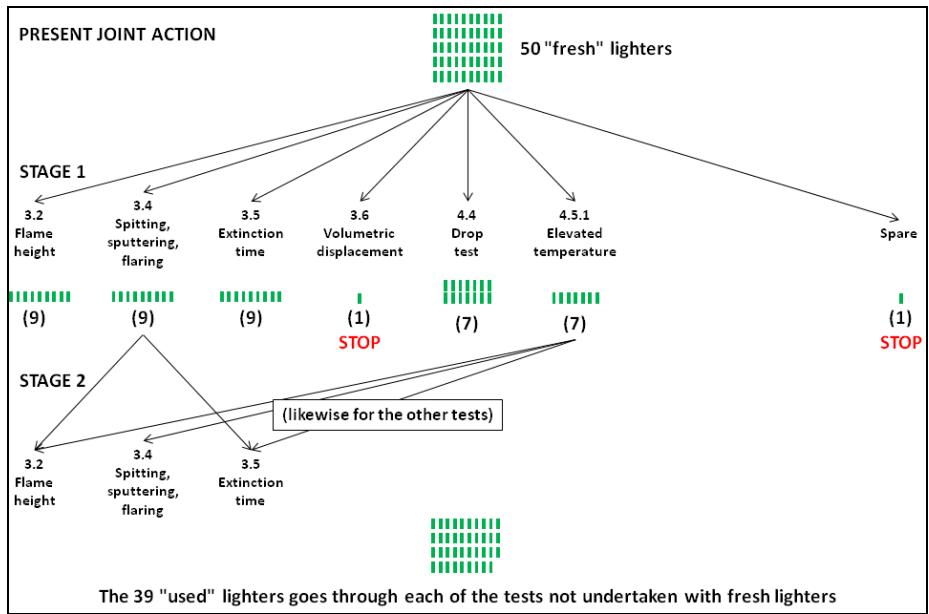 PRESENT JOINT ACTION
50 "fresh" lighters
STAGE 1
3.2
Flame
height
3.4
Spitting,
sputtering,
flaring
3.5
Extinction
time
3.6
Volumetric
displacement
4.4
Drop
test
4.5.1
Elevated
temperature
Spare
(9)
(9)
(9)
(1)
STOP
(7)
(7)
(1)
STOP
STAGE 2
(likewise for the other tests)
3.2
Flame
height
3.4
Spitting,
sputtering,
flaring
3.5
Extinction
time
The 39 "used" lighters goes through each of the tests not undertaken with fresh lighters